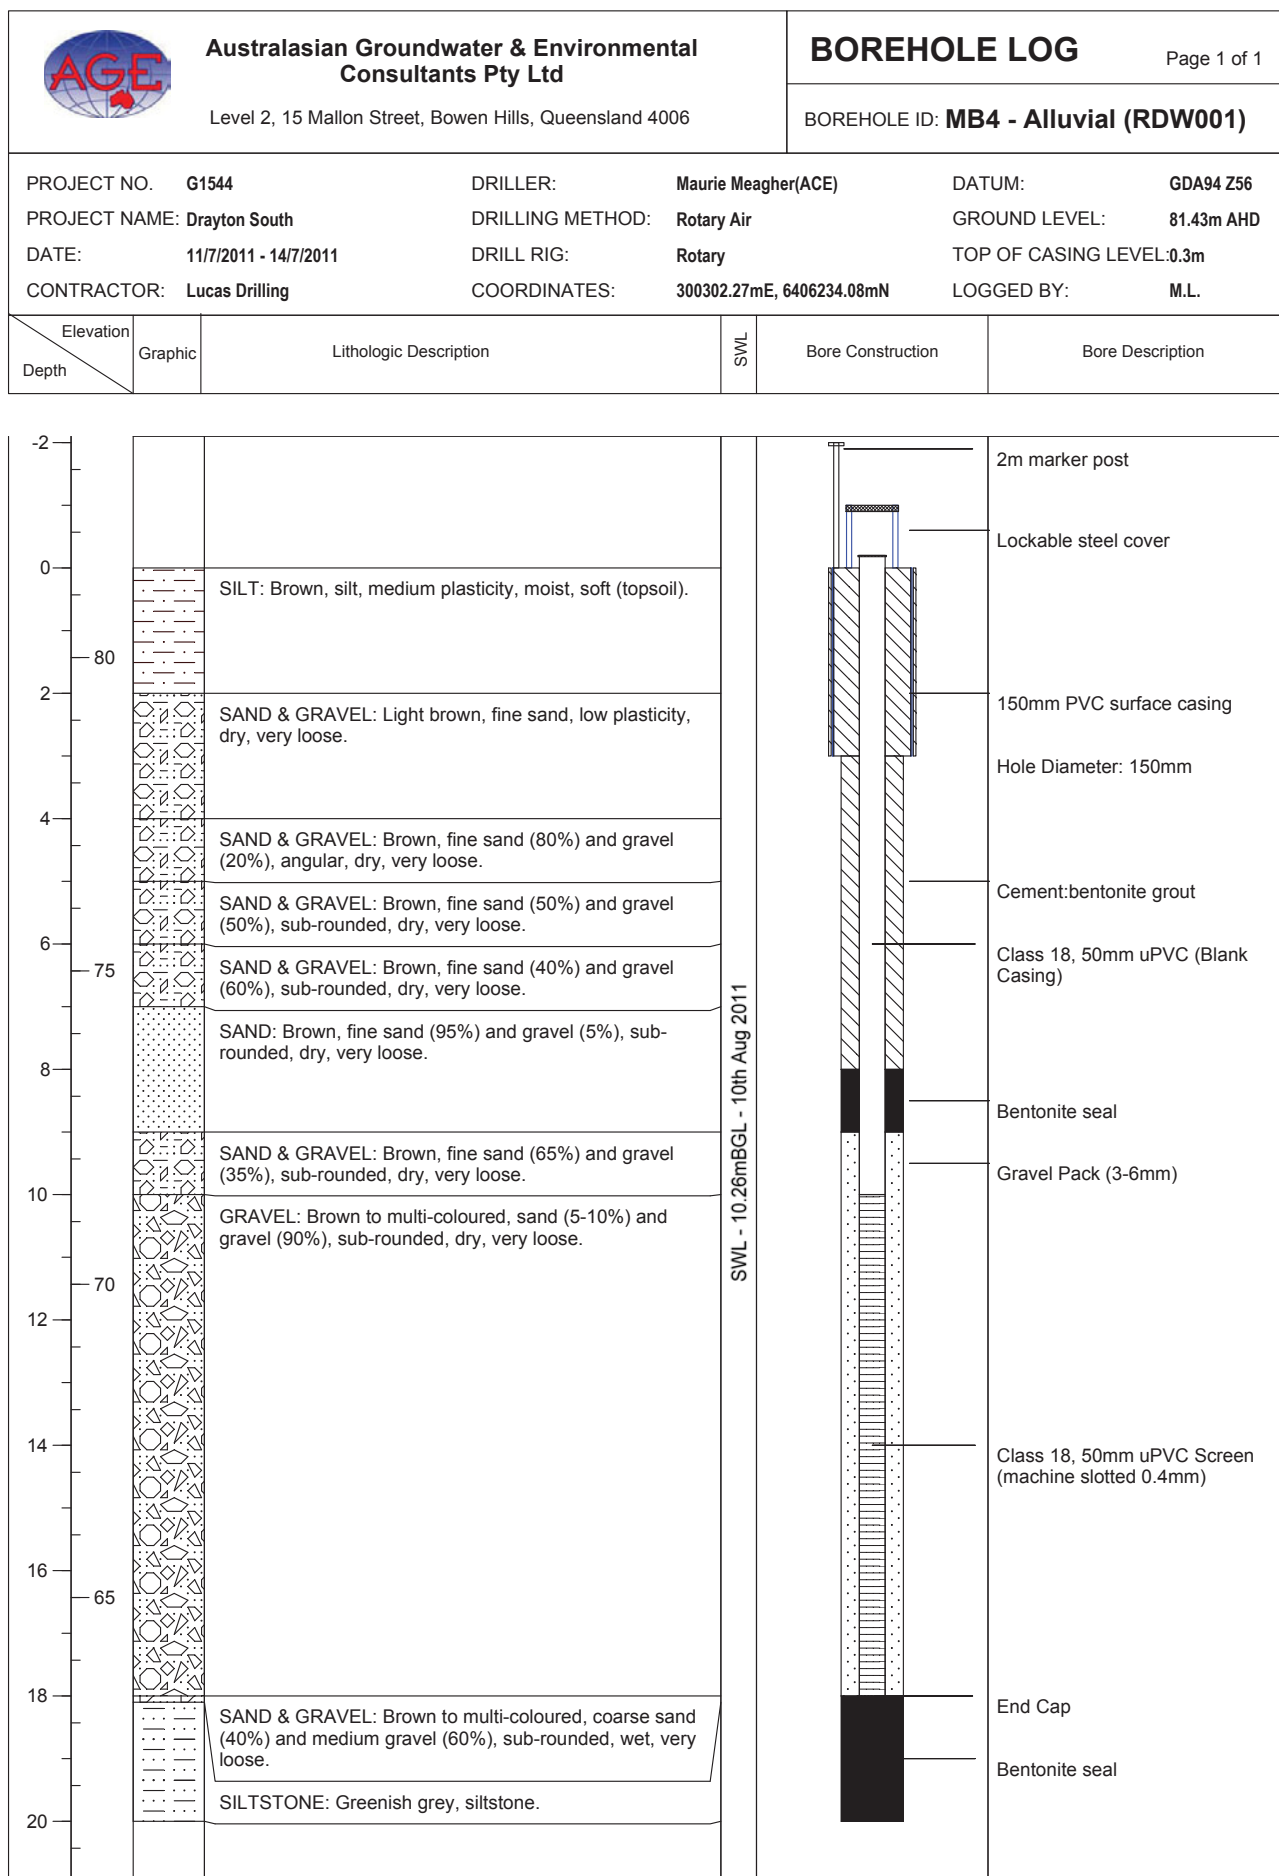 AGE
Australasian Groundwater & Environmental
Consultants Pty Ltd
Level 2, 15 Mallon Street, Bowen Hills, Queensland 4006
BOREHOLE LOG
Page 1 of 1
BOREHOLE ID: MB4 - Alluvial (RDW001)
PROJECT NO. G1544
DRILLER: Maurie Meagher(ACE)
DATUM: GDA94 Z56
PROJECT NAME: Drayton South
DRILLING METHOD: Rotary Air
GROUND LEVEL: 81.43m AHD
DATE: 11/7/2011 - 14/7/2011
DRILL RIG: Rotary
TOP OF CASING LEVEL:0.3m
CONTRACTOR: Lucas Drilling
COORDINATES: 300302.27mE, 6406234.08mN
LOGGED BY: M.L.
Elevation
Depth
Graphic
Lithologic Description
SWL
Bore Construction
Bore Description
-2
2m marker post
Lockable steel cover
0
SILT: Brown, silt, medium plasticity, moist, soft (topsoil).
80
2
150mm PVC surface casing
SAND & GRAVEL: Light brown, fine sand, low plasticity,
dry, very loose.
Hole Diameter: 150mm
4
SAND & GRAVEL: Brown, fine sand (80%) and gravel
(20%), angular, dry, very loose.
Cement:bentonite grout
SAND & GRAVEL: Brown, fine sand (50%) and gravel
(50%), sub-rounded, dry, very loose.
6
Class 18, 50mm uPVC (Blank
Casing)
75
SAND & GRAVEL: Brown, fine sand (40%) and gravel
(60%), sub-rounded, dry, very loose.
SAND: Brown, fine sand (95%) and gravel (5%), sub-
rounded, dry, very loose.
8
SWL - 10.26mBGL - 10th Aug 2011
Bentonite seal
SAND & GRAVEL: Brown, fine sand (65%) and gravel
(35%), sub-rounded, dry, very loose.
Gravel Pack (3-6mm)
10
GRAVEL: Brown to multi-coloured, sand (5-10%) and
gravel (90%), sub-rounded, dry, very loose.
70
12
14
Class 18, 50mm uPVC Screen
(machine slotted 0.4mm)
16
65
18
End Cap
SAND & GRAVEL: Brown to multi-coloured, coarse sand
(40%) and medium gravel (60%), sub-rounded, wet, very
loose.
Bentonite seal
SILTSTONE: Greenish grey, siltstone.
20